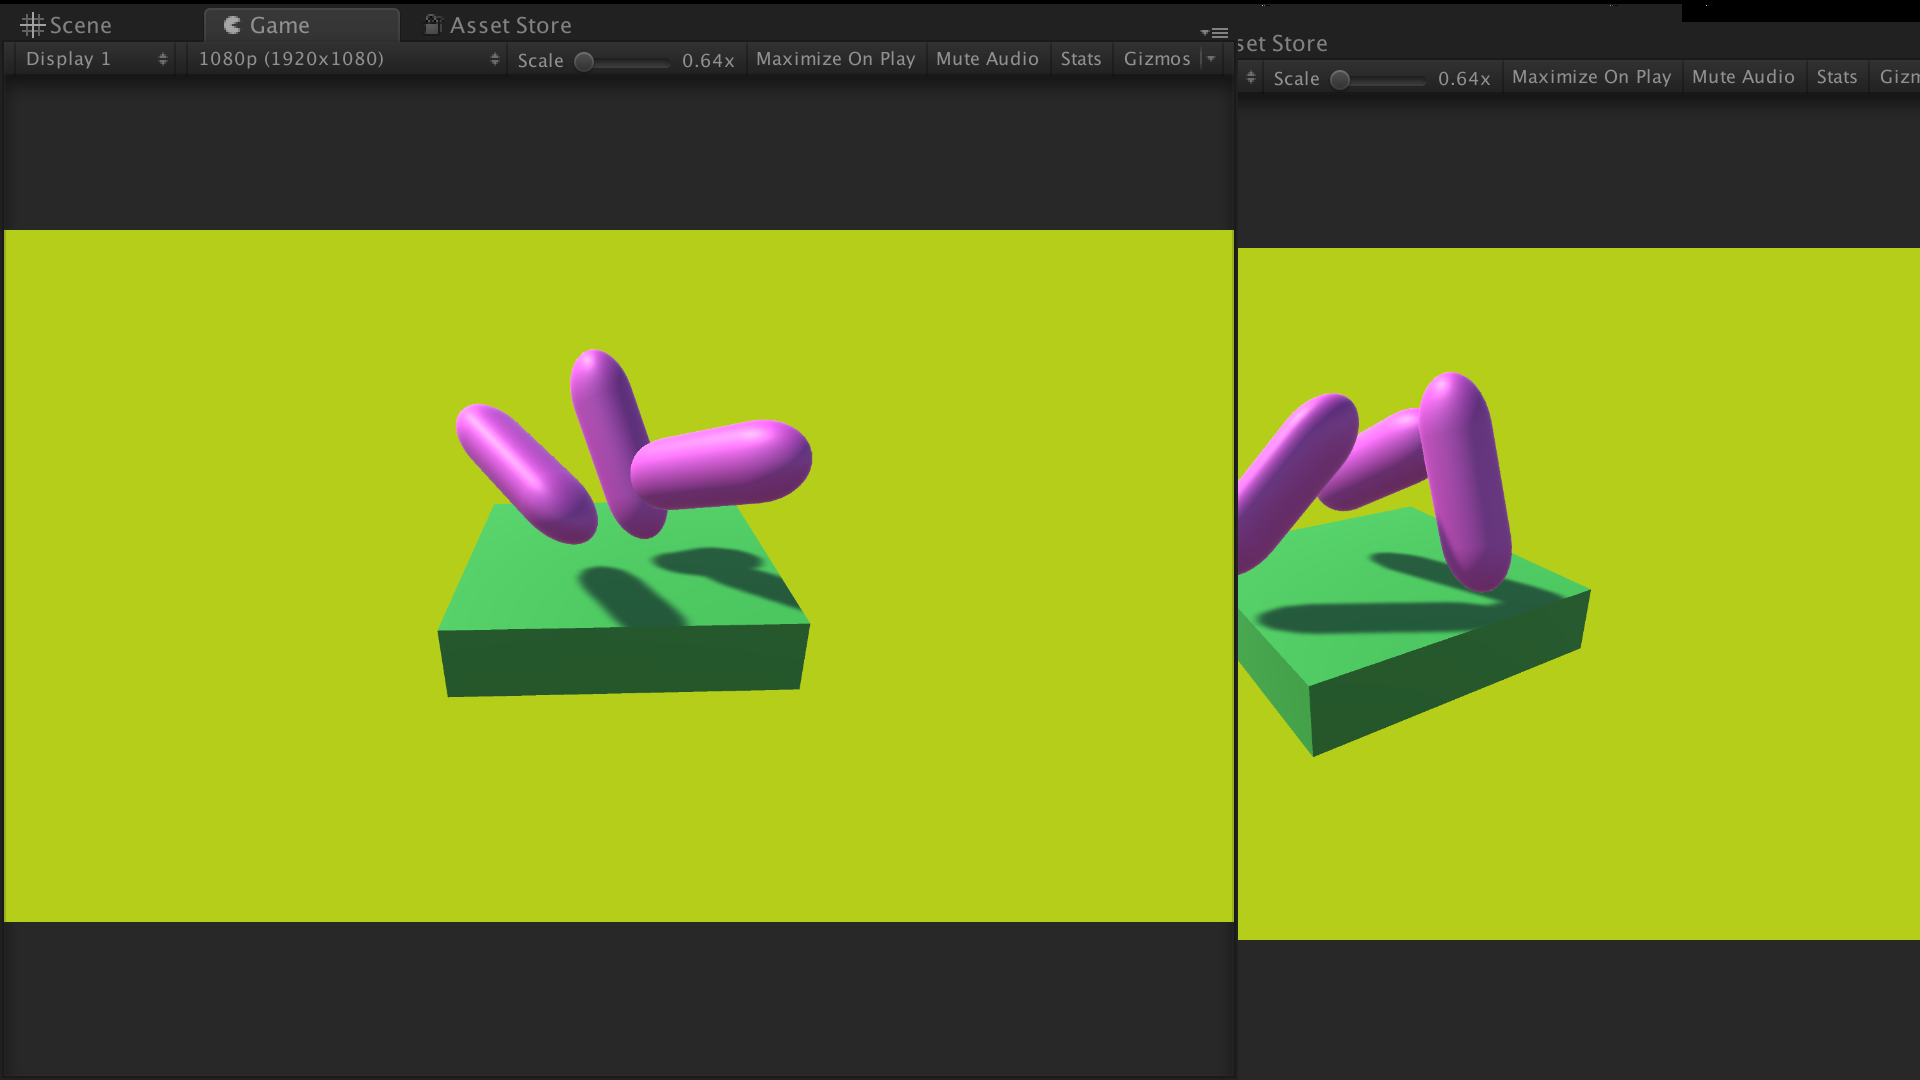 Scene Game Asset Store
Display 1 1080p (1920x1080) Scale 0.64x Maximize On Play Mute Audio Stats Gizmos
set Store
Scale 0.64x Maximize On Play Mute Audio Stats Gizm